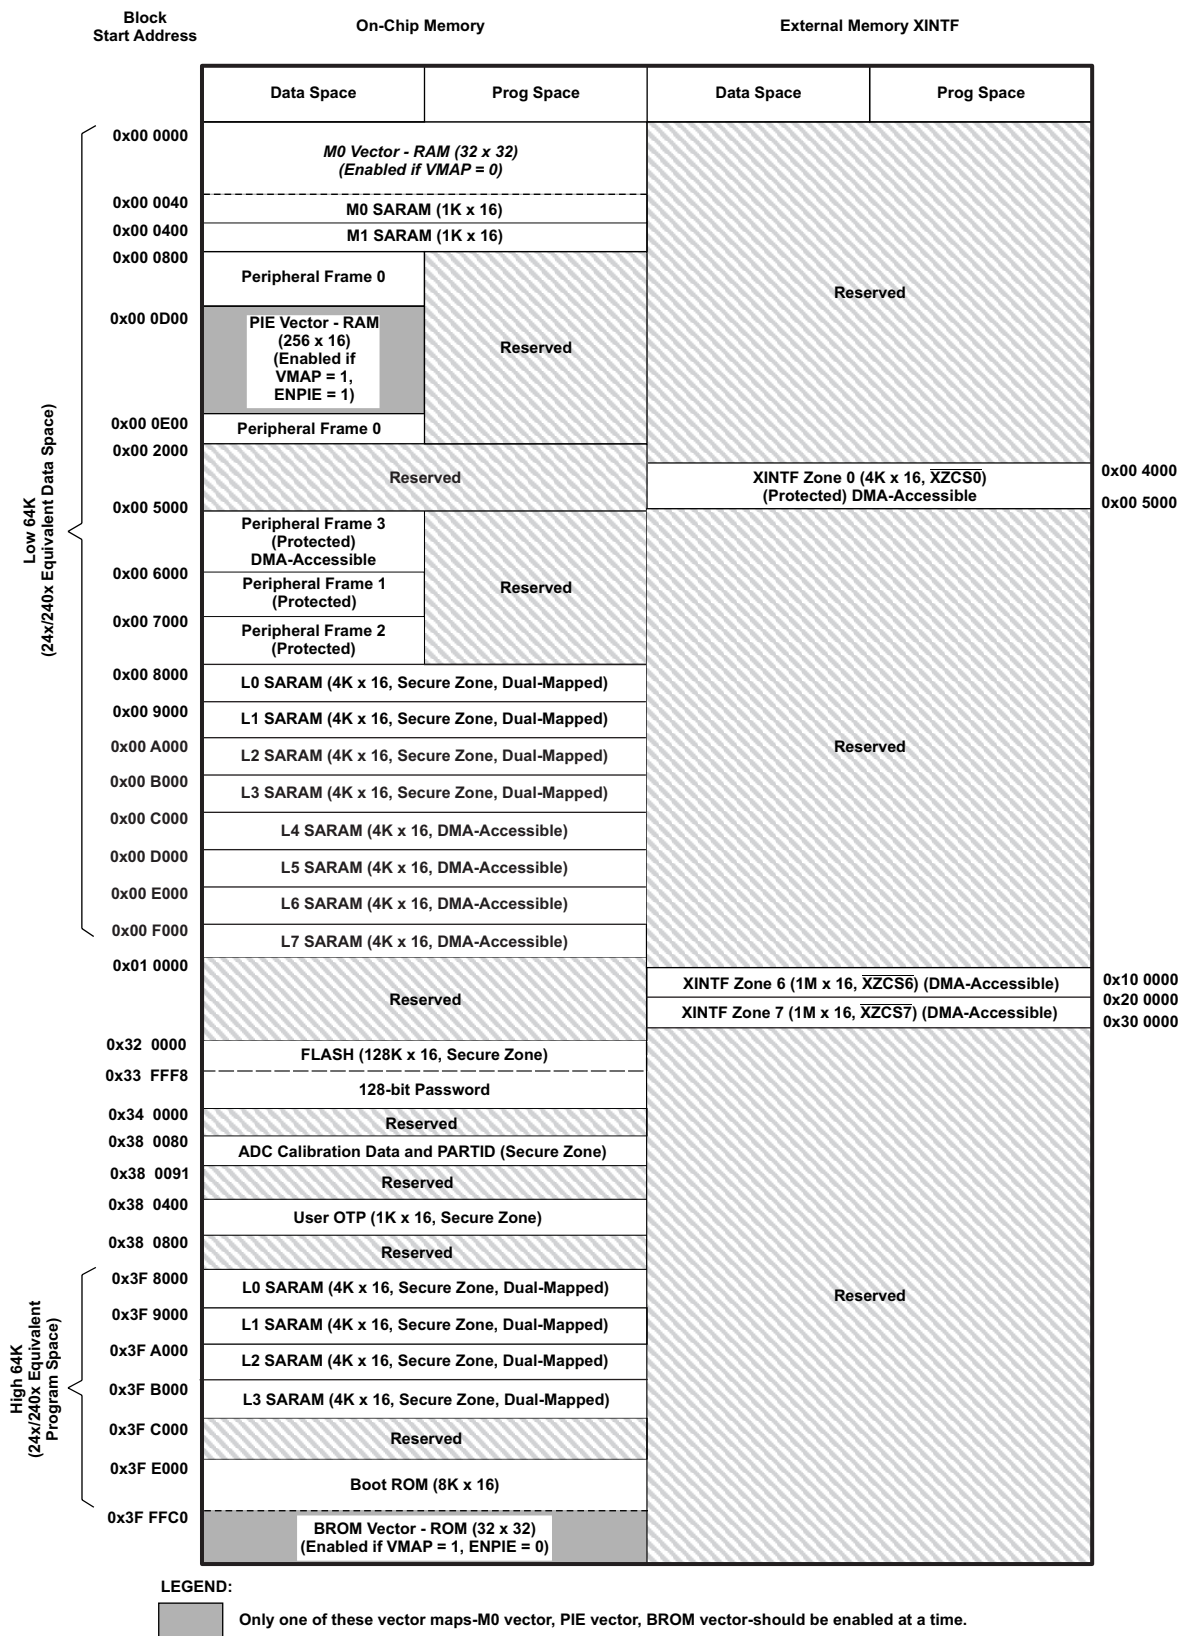 Block
Start Address
On-Chip Memory
External Memory XINTF
Data Space
Prog Space
Data Space
Prog Space
0x00 0000
M0 Vector - RAM (32 x 32)
(Enabled if VMAP = 0)
0x00 0040
M0 SARAM (1K x 16)
0x00 0400
M1 SARAM (1K x 16)
0x00 0800
Peripheral Frame 0
Reserved
0x00 0D00
PIE Vector - RAM
(256 x 16)
(Enabled if
VMAP = 1,
ENPIE = 1)
Reserved
0x00 0E00
Peripheral Frame 0
0x00 2000
Reserved
XINTF Zone 0 (4K x 16, XZCS0)
(Protected) DMA-Accessible
0x00 4000
0x00 5000
0x00 5000
Peripheral Frame 3
(Protected)
DMA-Accessible
Reserved
0x00 6000
Peripheral Frame 1
(Protected)
0x00 7000
Peripheral Frame 2
(Protected)
Low 64K
(24x/240x Equivalent Data Space)
0x00 8000
L0 SARAM (4K x 16, Secure Zone, Dual-Mapped)
0x00 9000
L1 SARAM (4K x 16, Secure Zone, Dual-Mapped)
0x00 A000
L2 SARAM (4K x 16, Secure Zone, Dual-Mapped)
Reserved
0x00 B000
L3 SARAM (4K x 16, Secure Zone, Dual-Mapped)
0x00 C000
L4 SARAM (4K x 16, DMA-Accessible)
0x00 D000
L5 SARAM (4K x 16, DMA-Accessible)
0x00 E000
L6 SARAM (4K x 16, DMA-Accessible)
0x00 F000
L7 SARAM (4K x 16, DMA-Accessible)
0x01 0000
Reserved
XINTF Zone 6 (1M x 16, XZCS6) (DMA-Accessible)
0x10 0000
XINTF Zone 7 (1M x 16, XZCS7) (DMA-Accessible)
0x20 0000
0x30 0000
0x32 0000
FLASH (128K x 16, Secure Zone)
0x33 FFF8
128-bit Password
0x34 0000
Reserved
0x38 0080
ADC Calibration Data and PARTID (Secure Zone)
0x38 0091
Reserved
0x38 0400
User OTP (1K x 16, Secure Zone)
0x38 0800
Reserved
0x3F 8000
L0 SARAM (4K x 16, Secure Zone, Dual-Mapped)
Reserved
0x3F 9000
L1 SARAM (4K x 16, Secure Zone, Dual-Mapped)
0x3F A000
L2 SARAM (4K x 16, Secure Zone, Dual-Mapped)
0x3F B000
L3 SARAM (4K x 16, Secure Zone, Dual-Mapped)
High 64K
(24x/240x Equivalent
Program Space)
0x3F C000
Reserved
0x3F E000
Boot ROM (8K x 16)
0x3F FFC0
BROM Vector - ROM (32 x 32)
(Enabled if VMAP = 1, ENPIE = 0)
LEGEND:
Only one of these vector maps-M0 vector, PIE vector, BROM vector-should be enabled at a time.